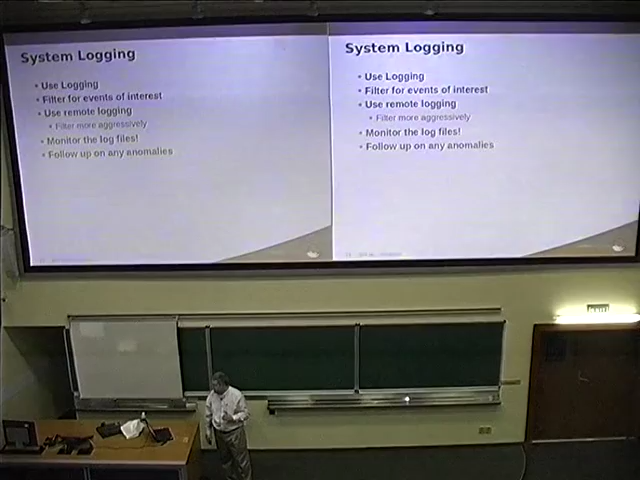 System Logging
• Use Logging
• Filter for events of interest
• Use remote logging
• Filter more aggressively
• Monitor the log files!
• Follow up on any anomalies
System Logging
• Use Logging
• Filter for events of interest
• Use remote logging
• Filter more aggressively
• Monitor the log files!
• Follow up on any anomalies